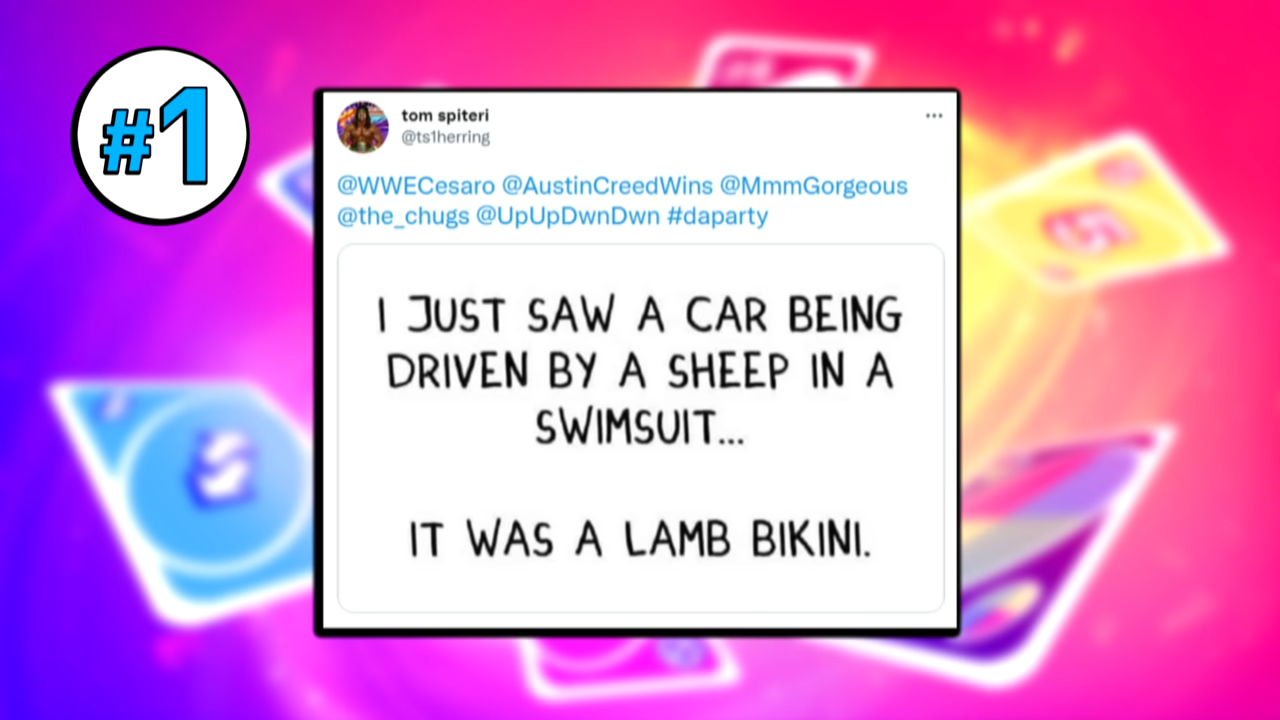 #1
tom spiteri
@ts1herring
@WWECesaro @AustinCreedWins @MmmGorgeous
@the_chugs @UpUpDwnDwn #daparty
I JUST SAW A CAR BEING
DRIVEN BY A SHEEP IN A
SWIMSUIT...
IT WAS A LAMB BIKINI.
5